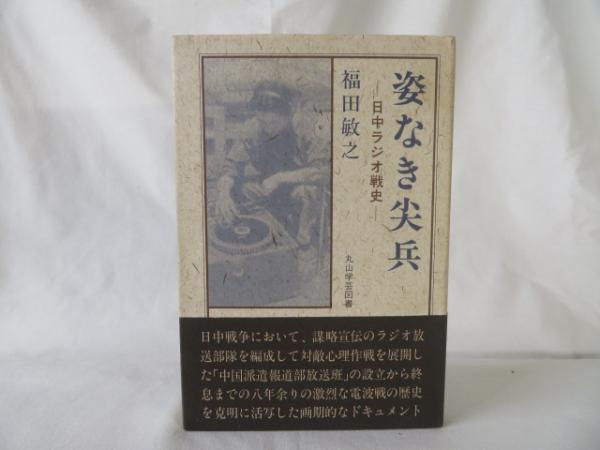 姿なき尖兵
―日中ラジオ戦史―
福田敏之
丸山学芸図書
日中戦争において、謀略宣伝のラジオ放
送部隊を編成して対敵心理作戦を展開し
た「中国派遣報道部放送班」の設立から終
息までの八年余りの激烈な電波戦の歴史
を克明に活写した画期的なドキュメント